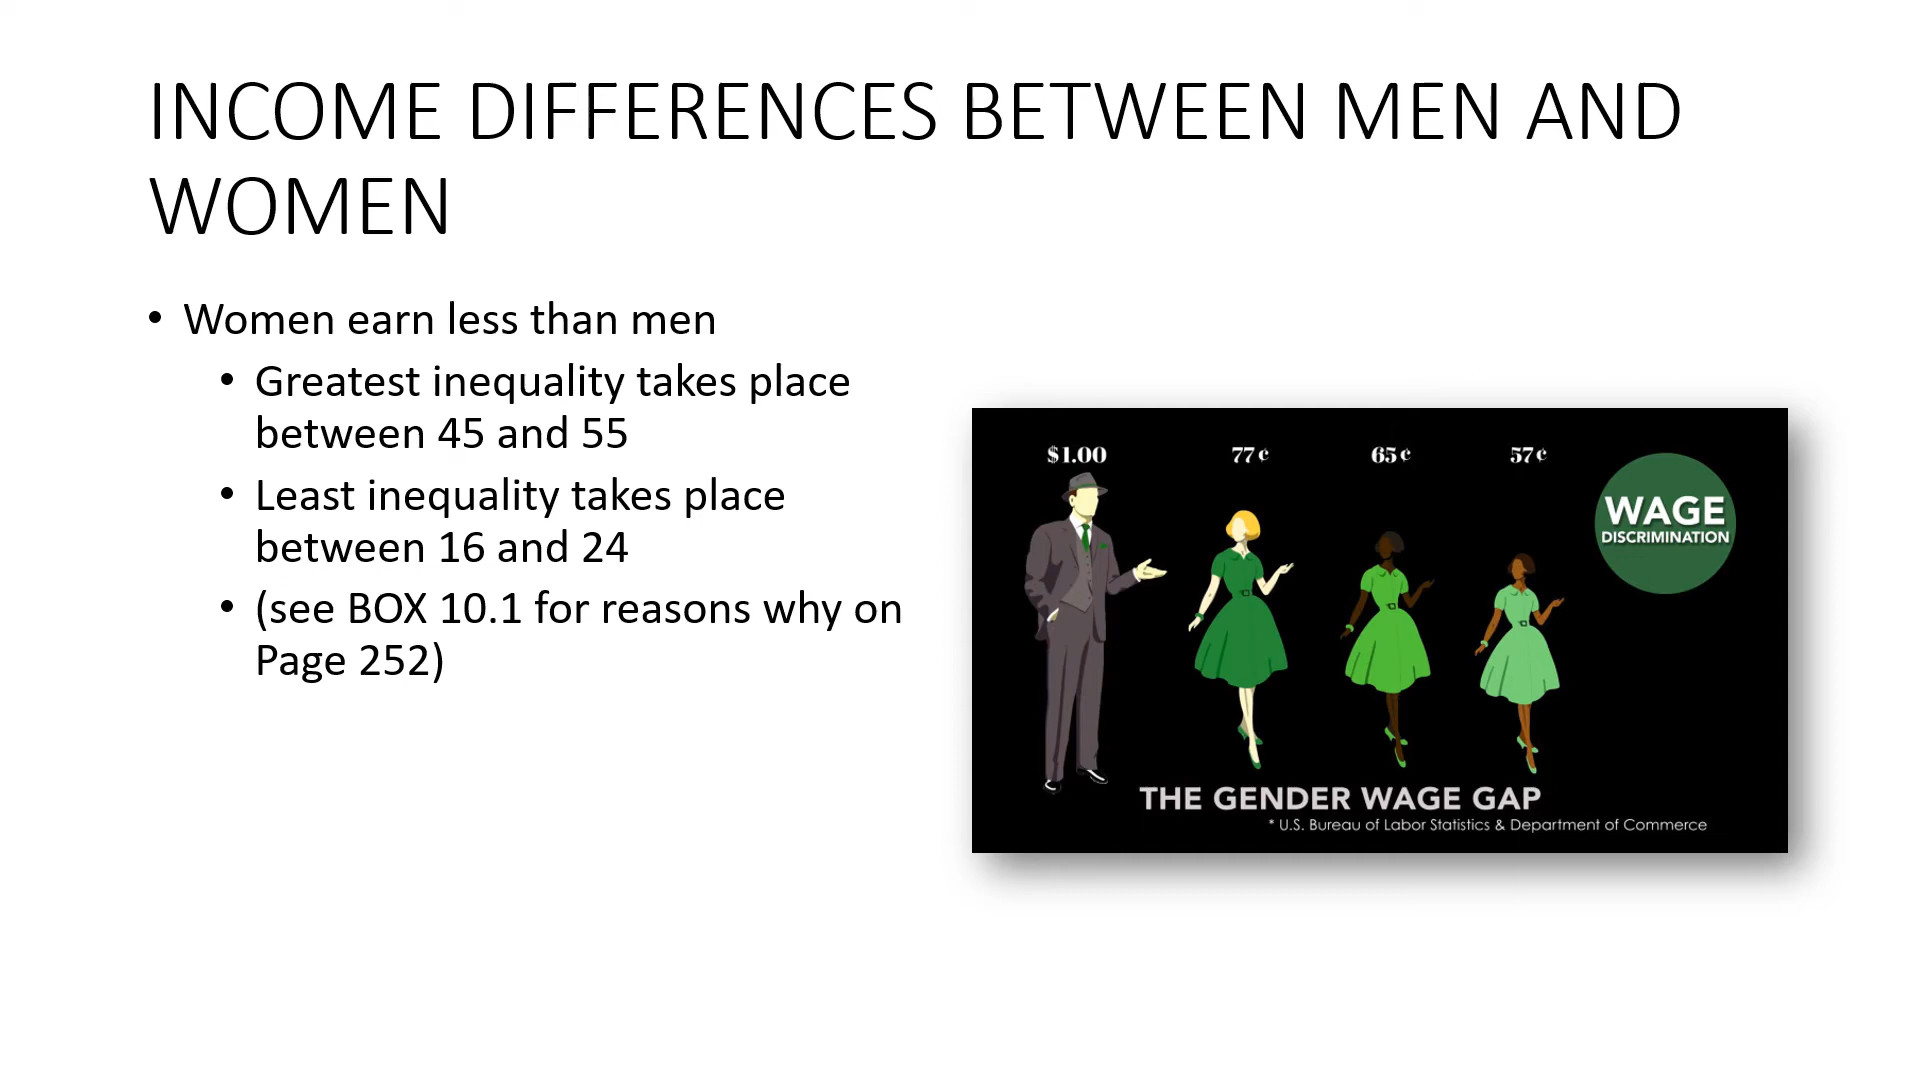 INCOME DIFFERENCES BETWEEN MEN AND
WOMEN
• Women earn less than men
• Greatest inequality takes place
between 45 and 55
• Least inequality takes place
between 16 and 24
• (see BOX 10.1 for reasons why on
Page 252)
$1.00 77¢ 65¢ 57¢
WAGE
DISCRIMINATION
THE GENDER WAGE GAP
* U.S. Bureau of Labor Statistics & Department of Commerce